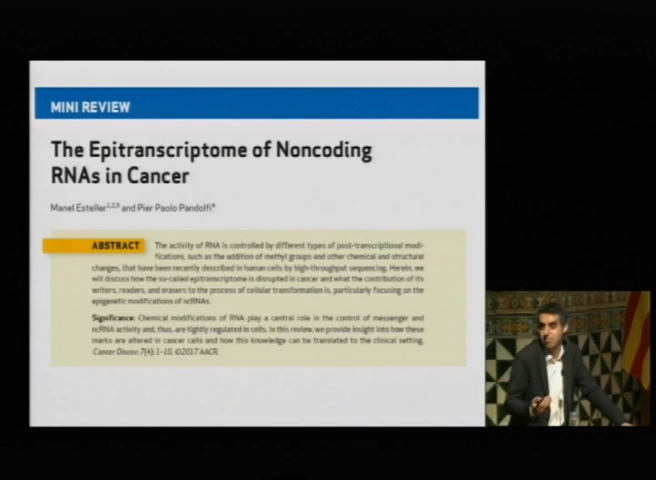 MINI REVIEW
The Epitranscriptome of Noncoding
RNAs in Cancer
Manel Esteller1,2,3 and Pier Paolo Pandolfi4
ABSTRACT The activity of RNA is controlled by different types of post-transcriptional modi-
fications, such as the addition of methyl groups and other chemical and structural
changes, that have been recently described in human cells by high-throughput sequencing. Herein, we
will discuss how the so-called epitranscriptome is disrupted in cancer and what the contribution of its
writers, readers, and erasers to the process of cellular transformation is, particularly focusing on the
epigenetic modifications of ncRNAs.
Significance: Chemical modifications of RNA play a central role in the control of messenger and
ncRNA activity and, thus, are tightly regulated in cells. In this review, we provide insight into how these
marks are altered in cancer cells and how this knowledge can be translated to the clinical setting.
Cancer Discov; 7(4); 1–10. ©2017 AACR.